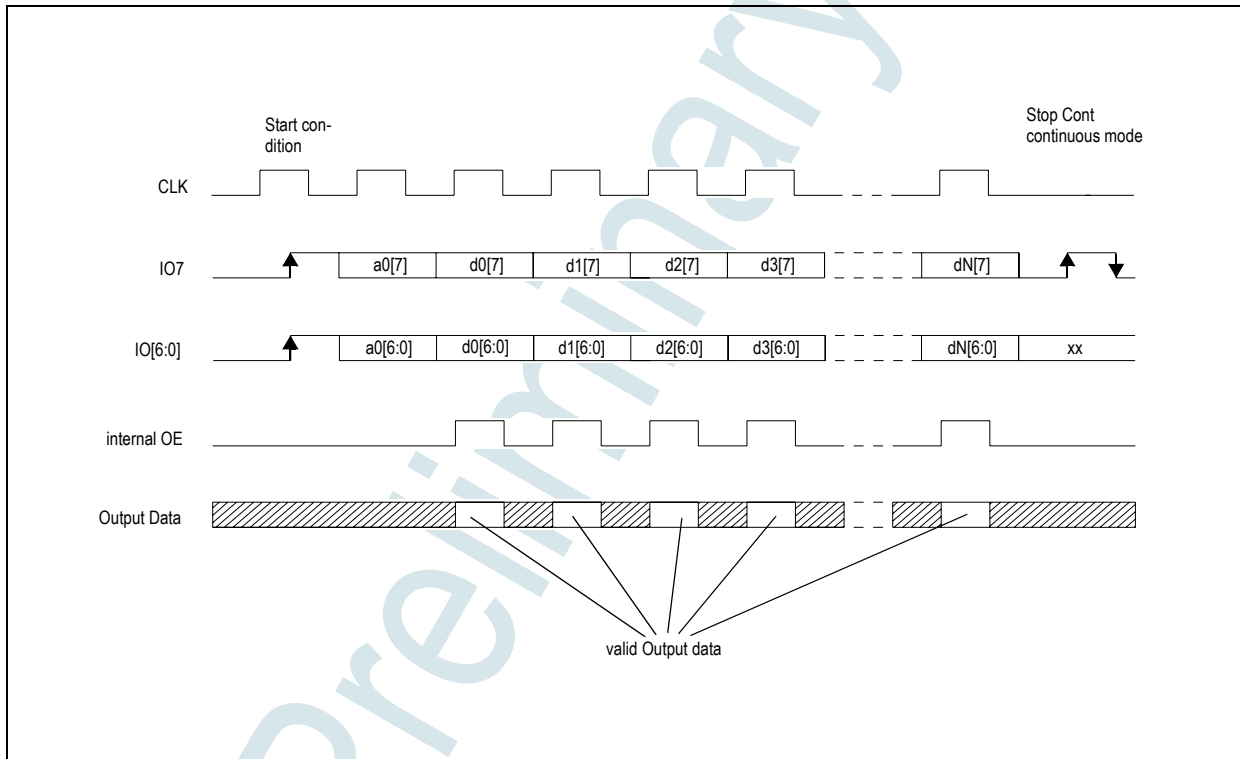 Start con-
dition
Stop Cont
continuous mode
CLK
IO7
a0[7] d0[7] d1[7] d2[7] d3[7] dN[7]
IO[6:0]
a0[6:0] d0[6:0] d1[6:0] d2[6:0] d3[6:0] dN[6:0] xx
internal OE
Output Data
valid Output data
Preliminary